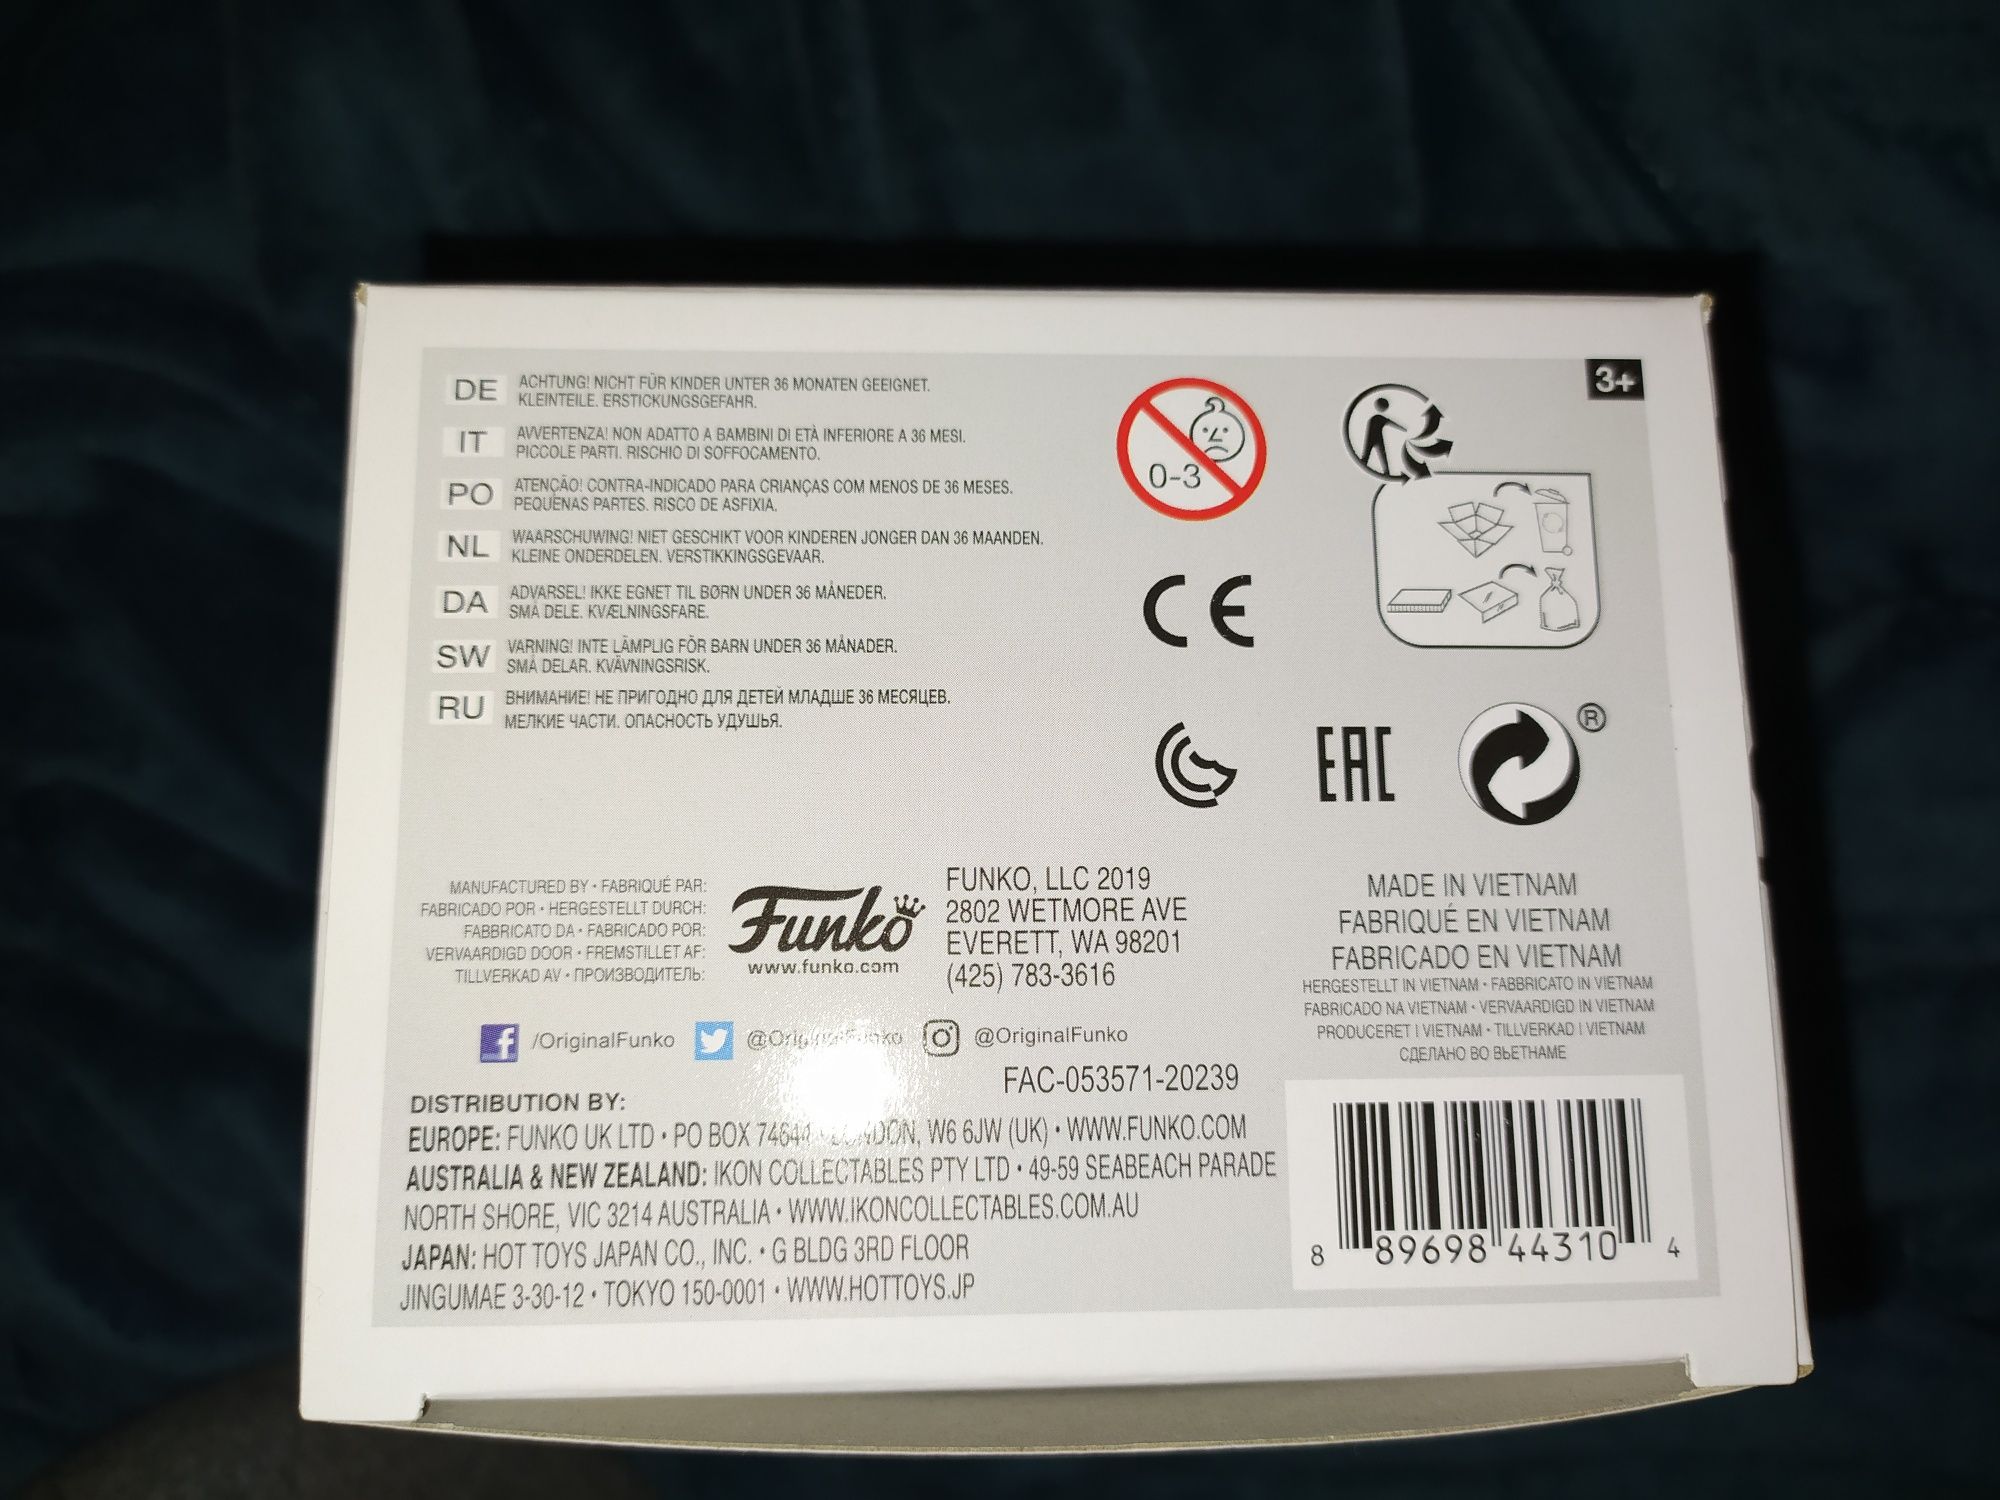 3+
DE
ACHTUNG! NICHT FÜR KINDER UNTER 36 MONATEN GEEIGNET.
KLEINTEILE. ERSTICKUNGSGEFAHR.
IT
AVVERTENZA! NON ADATTO A BAMBINI DI ETÀ INFERIORE A 36 MESI.
PICCOLE PARTI. RISCHIO DI SOFFOCAMENTO.
PO
ATENÇÃO! CONTRA-INDICADO PARA CRIANÇAS COM MENOS DE 36 MESES.
PEQUENAS PARTES. RISCO DE ASFIXIA.
NL
WAARSCHUWING! NIET GESCHIKT VOOR KINDEREN JONGER DAN 36 MAANDEN.
KLEINE ONDERDELEN. VERSTIKKINGSGEVAAR.
DA
ADVARSEL! IKKE EGNET TIL BØRN UNDER 36 MÅNEDER.
SMÅ DELE. KVÆLNINGSFARE.
SW
VARNING! INTE LÄMPLIG FÖR BARN UNDER 36 MÅNADER.
SMÅ DELAR. KVÄVNINGSRISK.
RU
ВНИМАНИЕ! НЕ ПРИГОДНО ДЛЯ ДЕТЕЙ МЛАДШЕ 36 МЕСЯЦЕВ.
МЕЛКИЕ ЧАСТИ. ОПАСНОСТЬ УДУШЬЯ.
0-3
CE
EAC
®
MANUFACTURED BY • FABRIQUÉ PAR:
FABRICADO POR • HERGESTELLT DURCH:
FABBRICATO DA • FABRICADO POR:
VERVAARDIGD DOOR • FREMSTILLET AF:
TILLVERKAD AV • ПРОИЗВОДИТЕЛЬ:
Funko
www.funko.com
FUNKO, LLC 2019
2802 WETMORE AVE
EVERETT, WA 98201
(425) 783-3616
MADE IN VIETNAM
FABRIQUÉ EN VIETNAM
FABRICADO EN VIETNAM
HERGESTELLT IN VIETNAM • FABBRICATO IN VIETNAM
FABRICADO NA VIETNAM • VERVAARDIGD IN VIETNAM
PRODUCERET I VIETNAM • TILLVERKAD I VIETNAM
СДЕЛАНО ВО ВЬЕТНАМЕ
/OriginalFunko @OriginalFunko @OriginalFunko
FAC-053571-20239
DISTRIBUTION BY:
EUROPE: FUNKO UK LTD • PO BOX 74644 • LONDON, W6 6JW (UK) • WWW.FUNKO.COM
AUSTRALIA & NEW ZEALAND: IKON COLLECTABLES PTY LTD • 49-59 SEABEACH PARADE
NORTH SHORE, VIC 3214 AUSTRALIA • WWW.IKONCOLLECTABLES.COM.AU
JAPAN: HOT TOYS JAPAN CO., INC. • G BLDG 3RD FLOOR
JINGUMAE 3-30-12 • TOKYO 150-0001 • WWW.HOTTOYS.JP
8 89698 44310 4